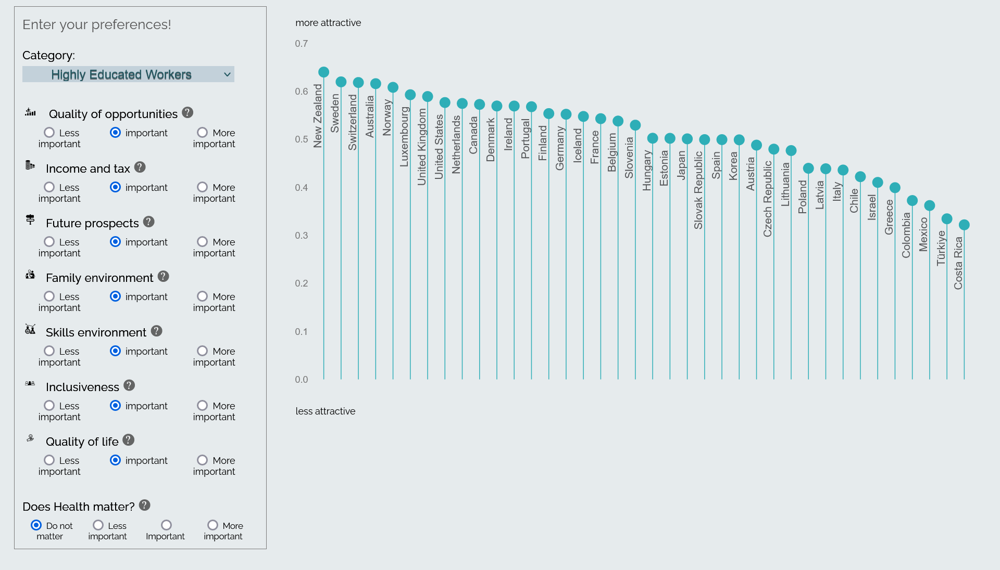 Enter your preferences!
Category:
Highly Educated Workers
Quality of opportunities ?
Less important
important
More important
Income and tax ?
Less important
important
More important
Future prospects ?
Less important
important
More important
Family environment ?
Less important
important
More important
Skills environment ?
Less important
important
More important
Inclusiveness ?
Less important
important
More important
Quality of life ?
Less important
important
More important
Does Health matter? ?
Do not matter
Less important
Important
More important
more attractive
0.7
0.6
0.5
0.4
0.3
0.2
0.1
0.0
New Zealand
Sweden
Switzerland
Australia
Norway
Luxembourg
United Kingdom
United States
Netherlands
Canada
Denmark
Ireland
Portugal
Finland
Germany
Iceland
France
Belgium
Slovenia
Hungary
Estonia
Japan
Slovak Republic
Spain
Korea
Austria
Czech Republic
Lithuania
Poland
Latvia
Italy
Chile
Israel
Greece
Colombia
Mexico
Türkiye
Costa Rica
less attractive